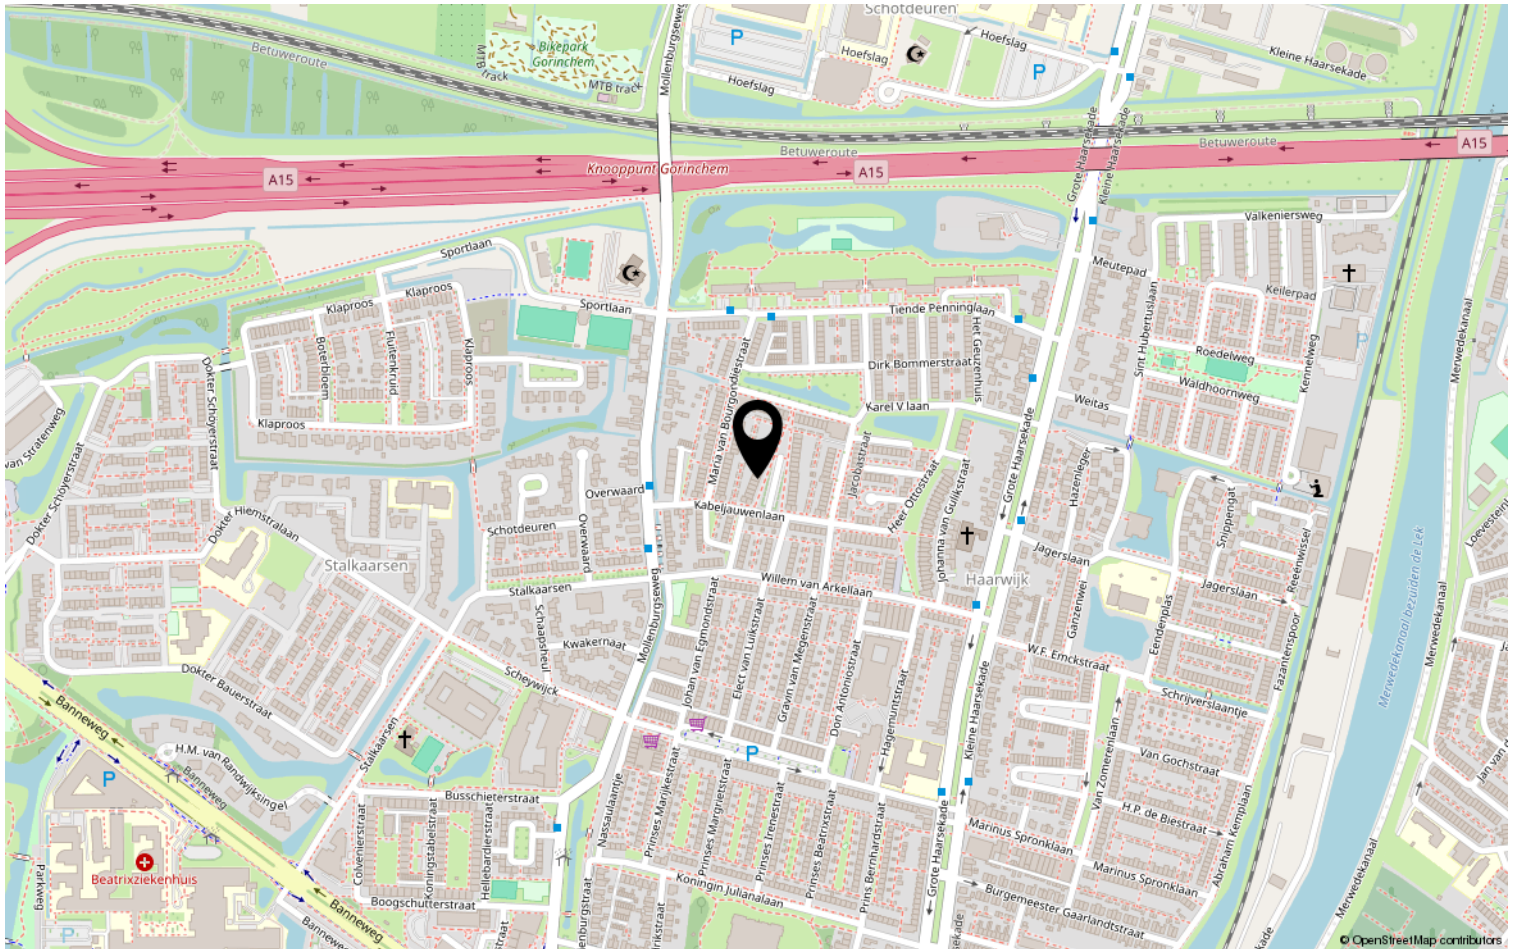 Schotdeuren
Betuweroute
MTB track
Bikepark
Gorinchem
MTB track
Mollenburgseweg
P
Hoefslag
Hoefslag
Hoefslag
P
Kleine Haarsekade
Grote Haarsekade
Kleine Haarsekade
Betuweroute
Betuweroute
A15
Knooppunt Gorinchem
A15
A15
Valkeniersweg
Sportlaan
Sportlaan
Meutepad
Keilerpad
Klaproos
Klaproos
Klaproos
Klaproos
Boterbloem
Fluitenkruid
Tiende Penninglaan
Het Geuzenhuis
Dirk Bommerstraat
Karel V laan
Maria van Bourgondiestraat
Sint Hubertuslaan
Roedelweg
Waldhoornweg
Kennelweg
P
Weitas
Merwedekanaal
van Stratenweg
Dokter Schoyerstraat
Dokter Schoyerstraat
Dokter Hiemstralaan
Jacobastraat
Heer Ottostraat
Johanna van Gulikstraat
Grote Haarsekade
Hazenleger
Overwaard
Overwaard
Schotdeuren
Kabeljauwenlaan
Snippengat
Reeënwissel
Merwedekanaal bezuiden de Lek
Stalkaarsen
Stalkaarsen
Haarwijk
Jagerslaan
Jagerslaan
Willem van Arkellaan
Ganzenwei
Eendenplas
Fazantenspoor
Schaapsheul
Kwakernaat
Mollenburgseweg
Johan van Egmondstraat
Elect van Luikstraat
Gravin van Megenstraat
Don Antoniostraat
Hagemuntstraat
Kleine Haarsekade
W.F. Emckstraat
Schrijverslaantje
Merwedekanaal
Dokter Bauerstraat
Scheywijck
Banneweg
Stalkaarsen
H.M. van Randwijksingel
Banneweg
P
P
Van Zomerenlaan
Van Gochstraat
H.P. de Biestraat
Abraham Kemplaan
Busschieterstraat
Nassaulaantje
Prinses Marijkestraat
Prinses Margrietstraat
Prinses Irenestraat
Prinses Beatrixstraat
Prins Bernhardstraat
Grote Haarsekade
Marinus Spronklaan
Marinus Spronklaan
Colvenierstraat
Koningstabelstraat
Hellebardierstraat
Beatrixziekenhuis
Parkweg
Boogschutterstraat
Koningin Julianalaan
Burgemeester Gaarlandtstraat
Merwedekanaal
Banneweg
P
© OpenStreetMap contributors